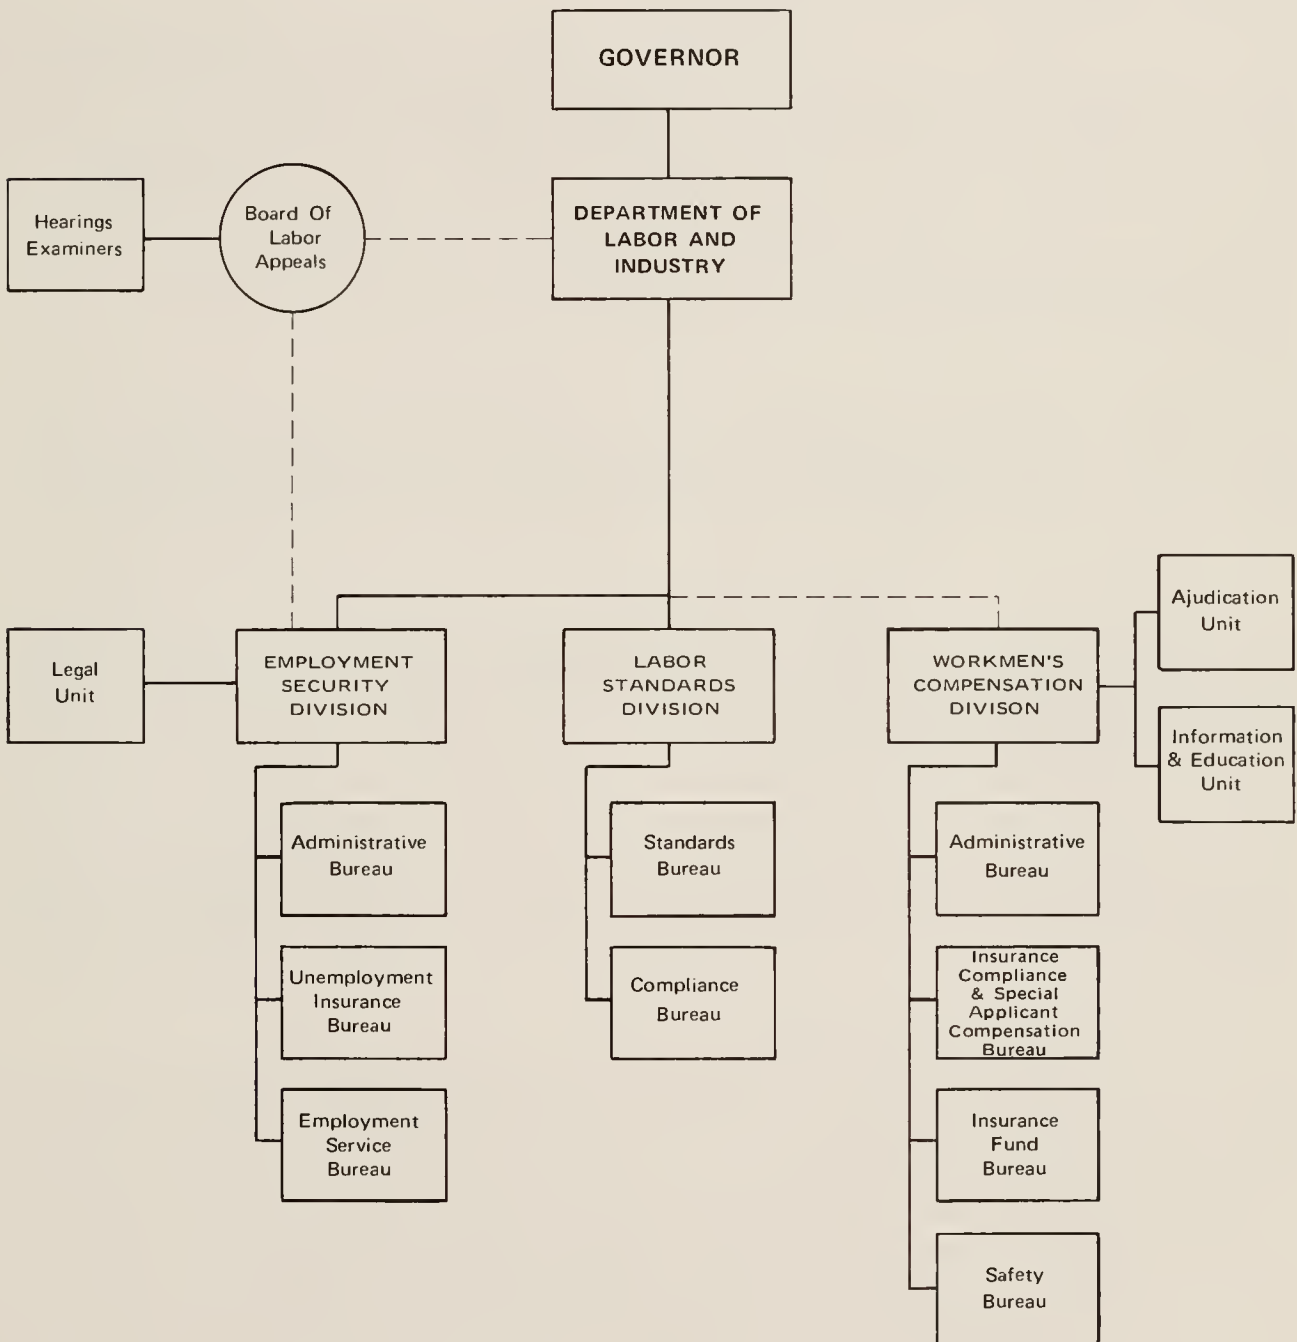 GOVERNOR
Hearings
Examiners
Board Of
Labor
Appeals
DEPARTMENT OF
LABOR AND
INDUSTRY
Legal
Unit
EMPLOYMENT
SECURITY
DIVISION
LABOR
STANDARDS
DIVISION
WORKMEN'S
COMPENSATION
DIVISON
Ajudication
Unit
Information
& Education
Unit
Administrative
Bureau
Unemployment
Insurance
Bureau
Employment
Service
Bureau
Standards
Bureau
Compliance
Bureau
Administrative
Bureau
Insurance
Compliance
& Special
Applicant
Compensation
Bureau
Insurance
Fund
Bureau
Safety
Bureau